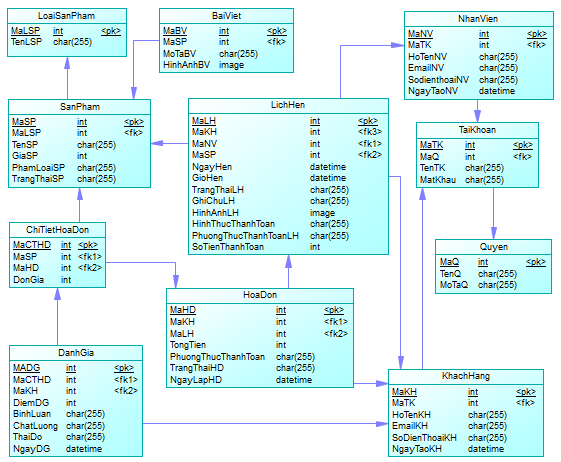 LoaiSanPham
MaLSP int <pk>
TenLSP char(255)
BaiViet
MaBV int <pk>
MaSP int <fk>
MoTaBV char(255)
HinhAnhBV image
NhanVien
MaNV int <pk>
MaTK int <fk>
HoTenNV char(255)
EmailNV char(255)
SodienthoaiNV char(255)
NgayTaoNV datetime
SanPham
MaSP int <pk>
MaLSP int <fk>
TenSP char(255)
GiaSP int
PhamLoaiSP char(255)
TrangThaiSP char(255)
LichHen
MaLH int <pk>
MaKH int <fk3>
MaNV int <fk1>
MaSP int <fk2>
NgayHen datetime
GioHen datetime
TrangThaiLH char(255)
GhiChuLH char(255)
HinhAnhLH image
HinhThucThanhToan char(255)
PhuongThucThanhToanLH char(255)
SoTienThanhToan int
TaiKhoan
MaTK int <pk>
MaQ int <fk>
TenTK char(255)
MatKhau char(255)
ChiTietHoaDon
MaCTHD int <pk>
MaSP int <fk1>
MaHD int <fk2>
DonGia int
Quyen
MaQ int <pk>
TenQ char(255)
MoTaQ char(255)
HoaDon
MaHD int <pk>
MaKH int <fk1>
MaLH int <fk2>
TongTien int
PhuongThucThanhToan char(255)
TrangThaiHD char(255)
NgayLapHD datetime
DanhGia
MADG int <pk>
MaCTHD int <fk1>
MaKH int <fk2>
DiemDG int
BinhLuan char(255)
ChatLuong char(255)
ThaiDo char(255)
NgayDG datetime
KhachHang
MaKH int <pk>
MaTK int <fk>
HoTenKH char(255)
EmailKH char(255)
SoDienThoaiKH char(255)
NgayTaoKH datetime